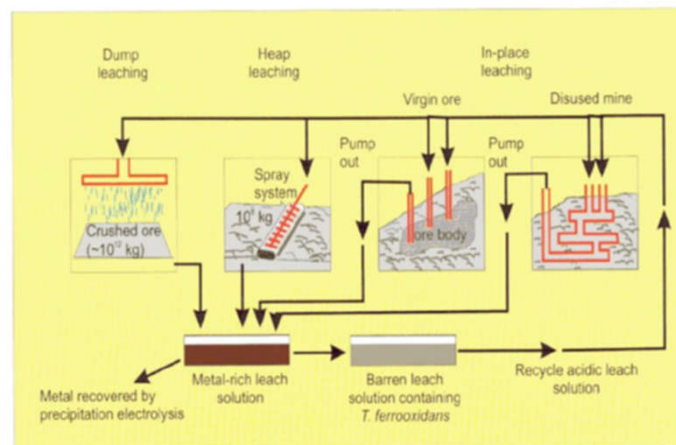 Dump
leaching
Heap
leaching
In-place
leaching
Virgin ore
Disused mine
Pump
out
Pump
out
Spray
system
10⁹ kg
Crushed ore
(~10¹² kg)
ore body
Metal-rich leach
solution
Barren leach
solution containing
T. ferrooxidans
Recycle acidic leach
solution
Metal recovered by
precipitation electrolysis